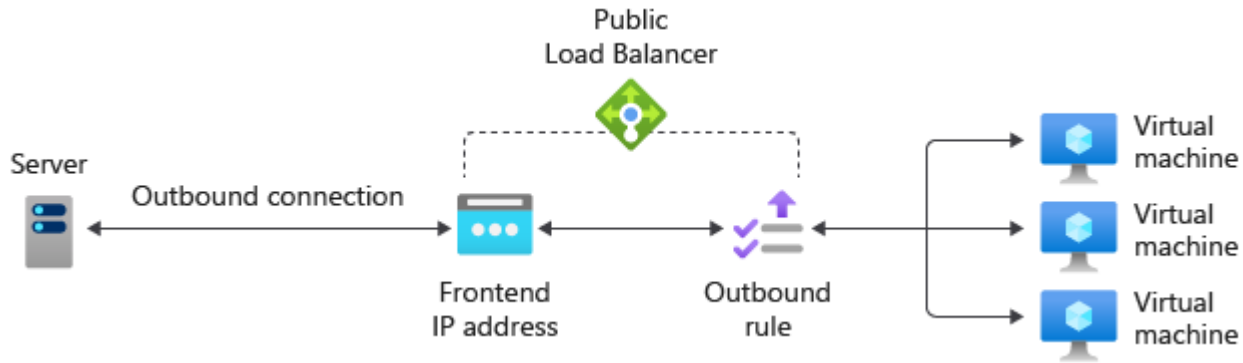 Public
Load Balancer
Server
Outbound connection
Frontend
IP address
Outbound
rule
Virtual
machine
Virtual
machine
Virtual
machine